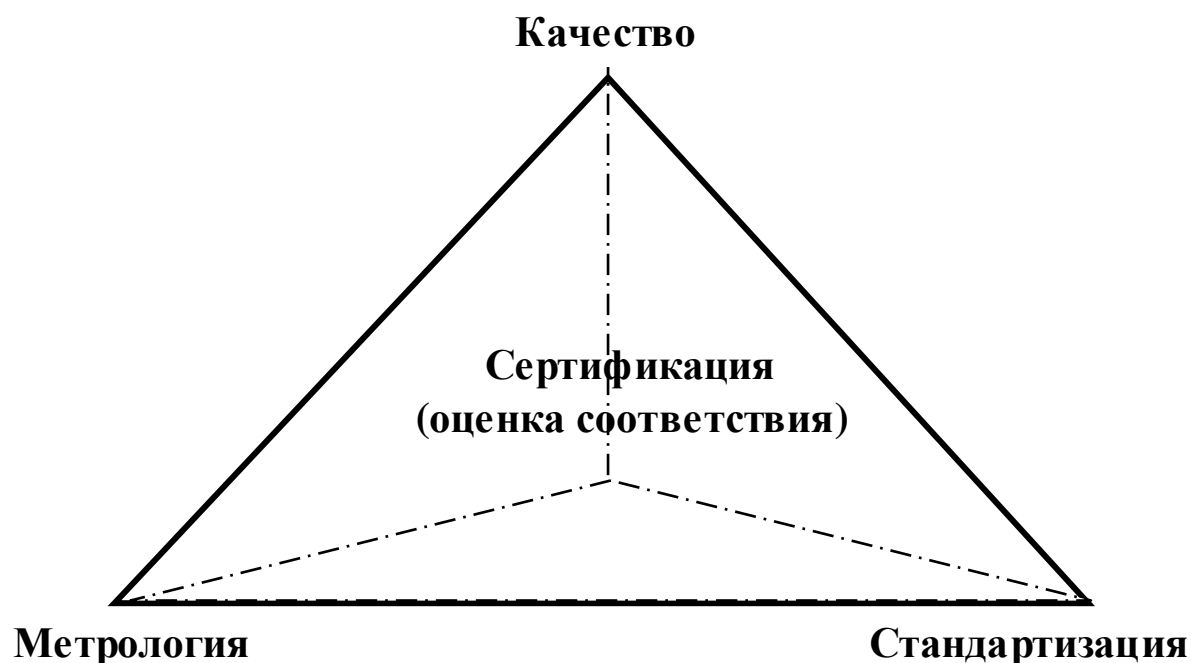 Качество
Сертификация
(оценка соответствия)
Метрология
Стандартизация